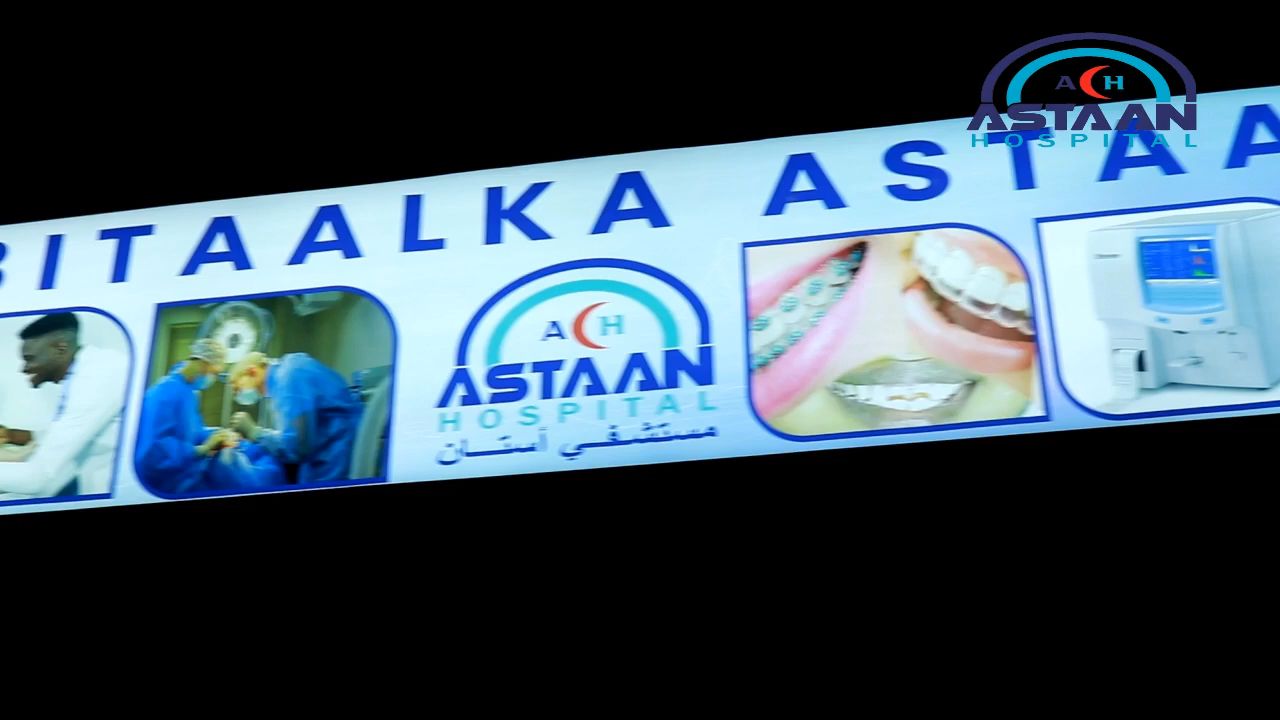 ACH
ASTAAN
HOSPITAL
BITAALKA ASTAA
ACH
ASTAAN
HOSPITAL
مستشفى أستان